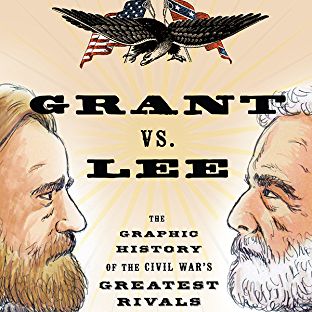 GRANT
VS.
LEE
THE
GRAPHIC
HISTORY
OF THE CIVIL WAR'S
GREATEST
RIVALS